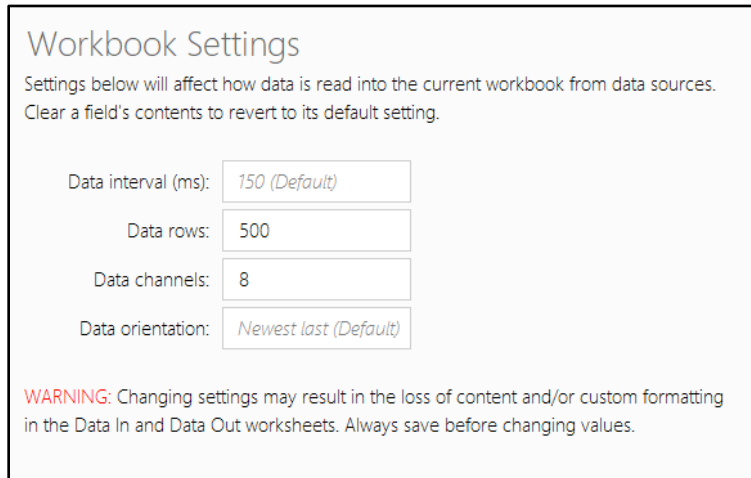 Workbook Settings
Settings below will affect how data is read into the current workbook from data sources.
Clear a field's contents to revert to its default setting.
Data interval (ms): 150 (Default)
Data rows: 500
Data channels: 8
Data orientation: Newest last (Default)
WARNING: Changing settings may result in the loss of content and/or custom formatting
in the Data In and Data Out worksheets. Always save before changing values.